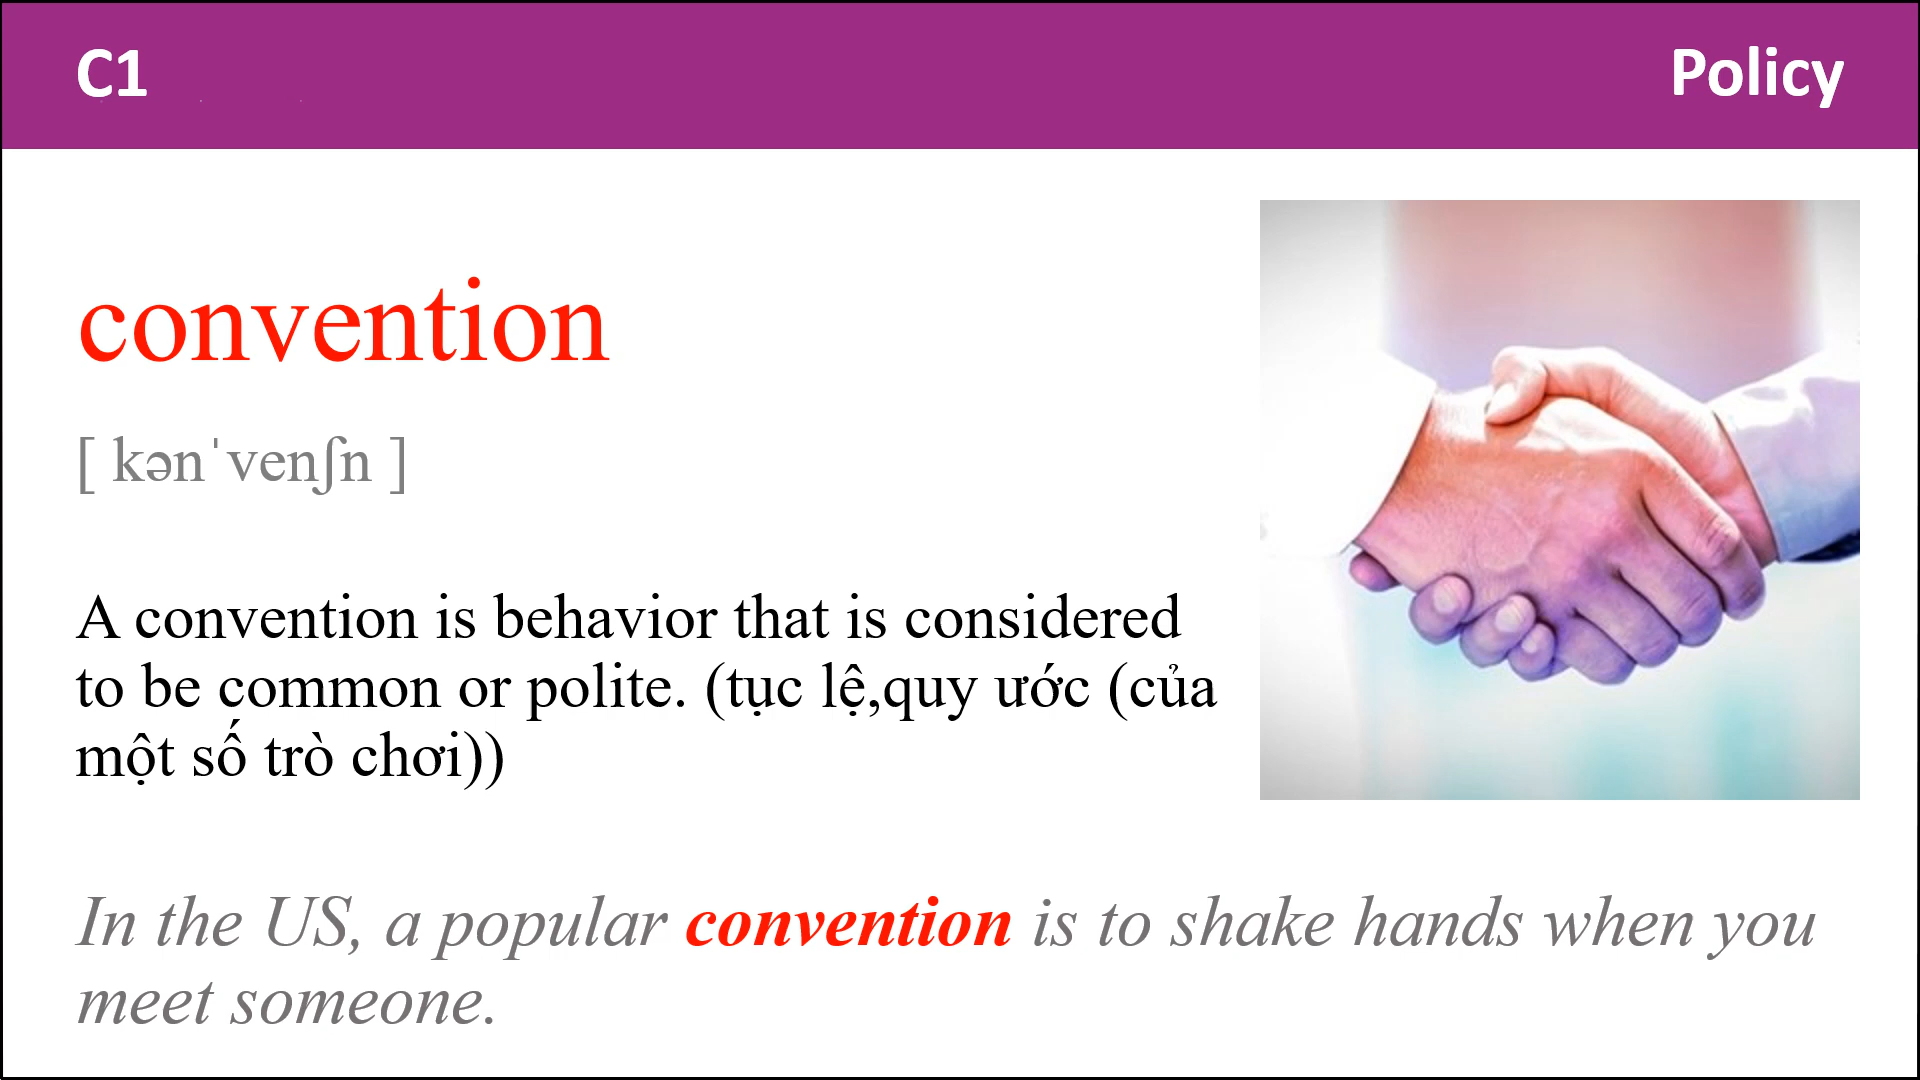 C1
Policy
convention
[ kənˈvenʃn ]
A convention is behavior that is considered
to be common or polite. (tục lệ,quy ước (của
một số trò chơi))
In the US, a popular convention is to shake hands when you
meet someone.